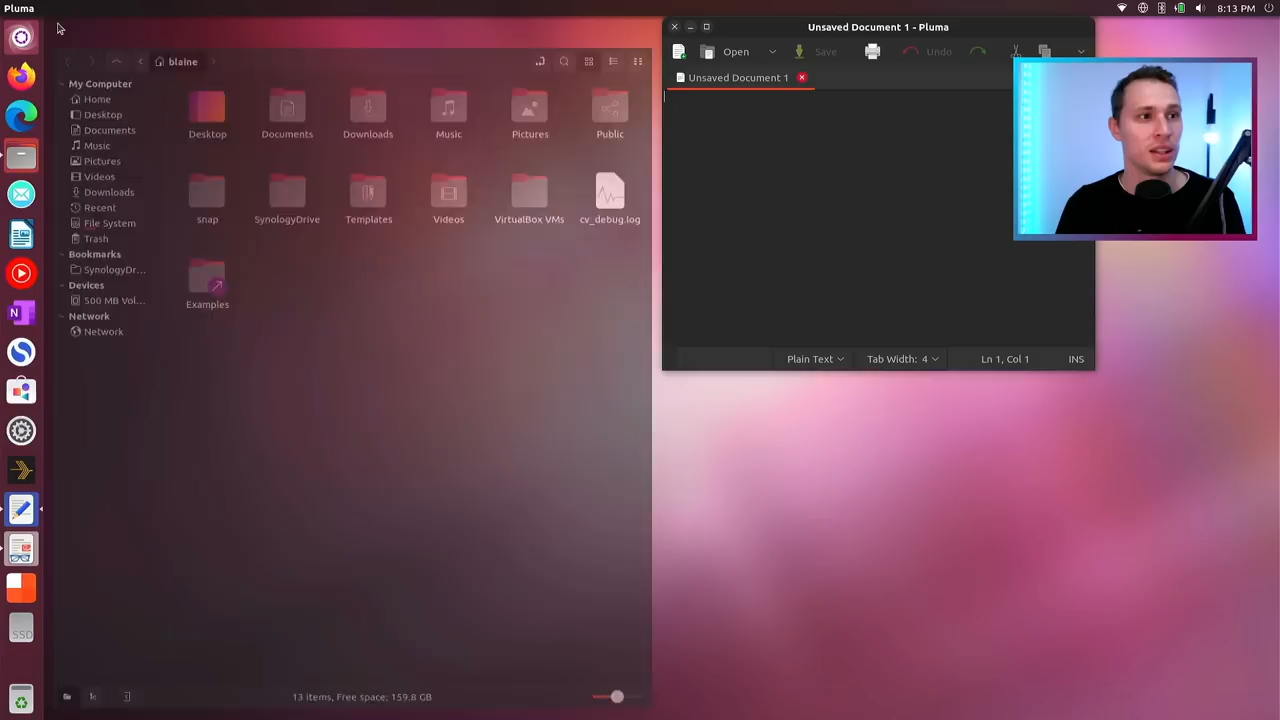 Pluma
8:13 PM
blaine
My Computer
Home
Desktop
Documents
Music
Pictures
Videos
Downloads
Recent
File System
Trash
Bookmarks
SynologyDr...
Devices
500 MB Vol...
Network
Network
Desktop
Documents
Downloads
Music
Pictures
Public
snap
SynologyDrive
Templates
Videos
VirtualBox VMs
cv_debug.log
Examples
13 items, Free space: 159.8 GB
SSD
Unsaved Document 1 - Pluma
Open
Save
Undo
Unsaved Document 1
Plain Text
Tab Width: 4
Ln 1, Col 1
INS